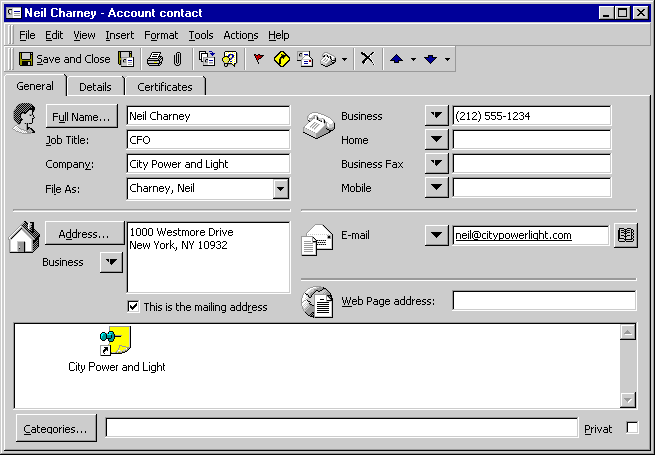 Neil Charney - Account contact
File Edit View Insert Format Tools Actions Help
Save and Close
General Details Certificates
Full Name... Neil Charney
Job Title: CFO
Company: City Power and Light
File As: Charney, Neil
Business (212) 555-1234
Home
Business Fax
Mobile
Address... 1000 Westmore Drive
New York, NY 10932
Business
This is the mailing address
E-mail neil@citypowerlight.com
Web Page address:
City Power and Light
Categories... Privat